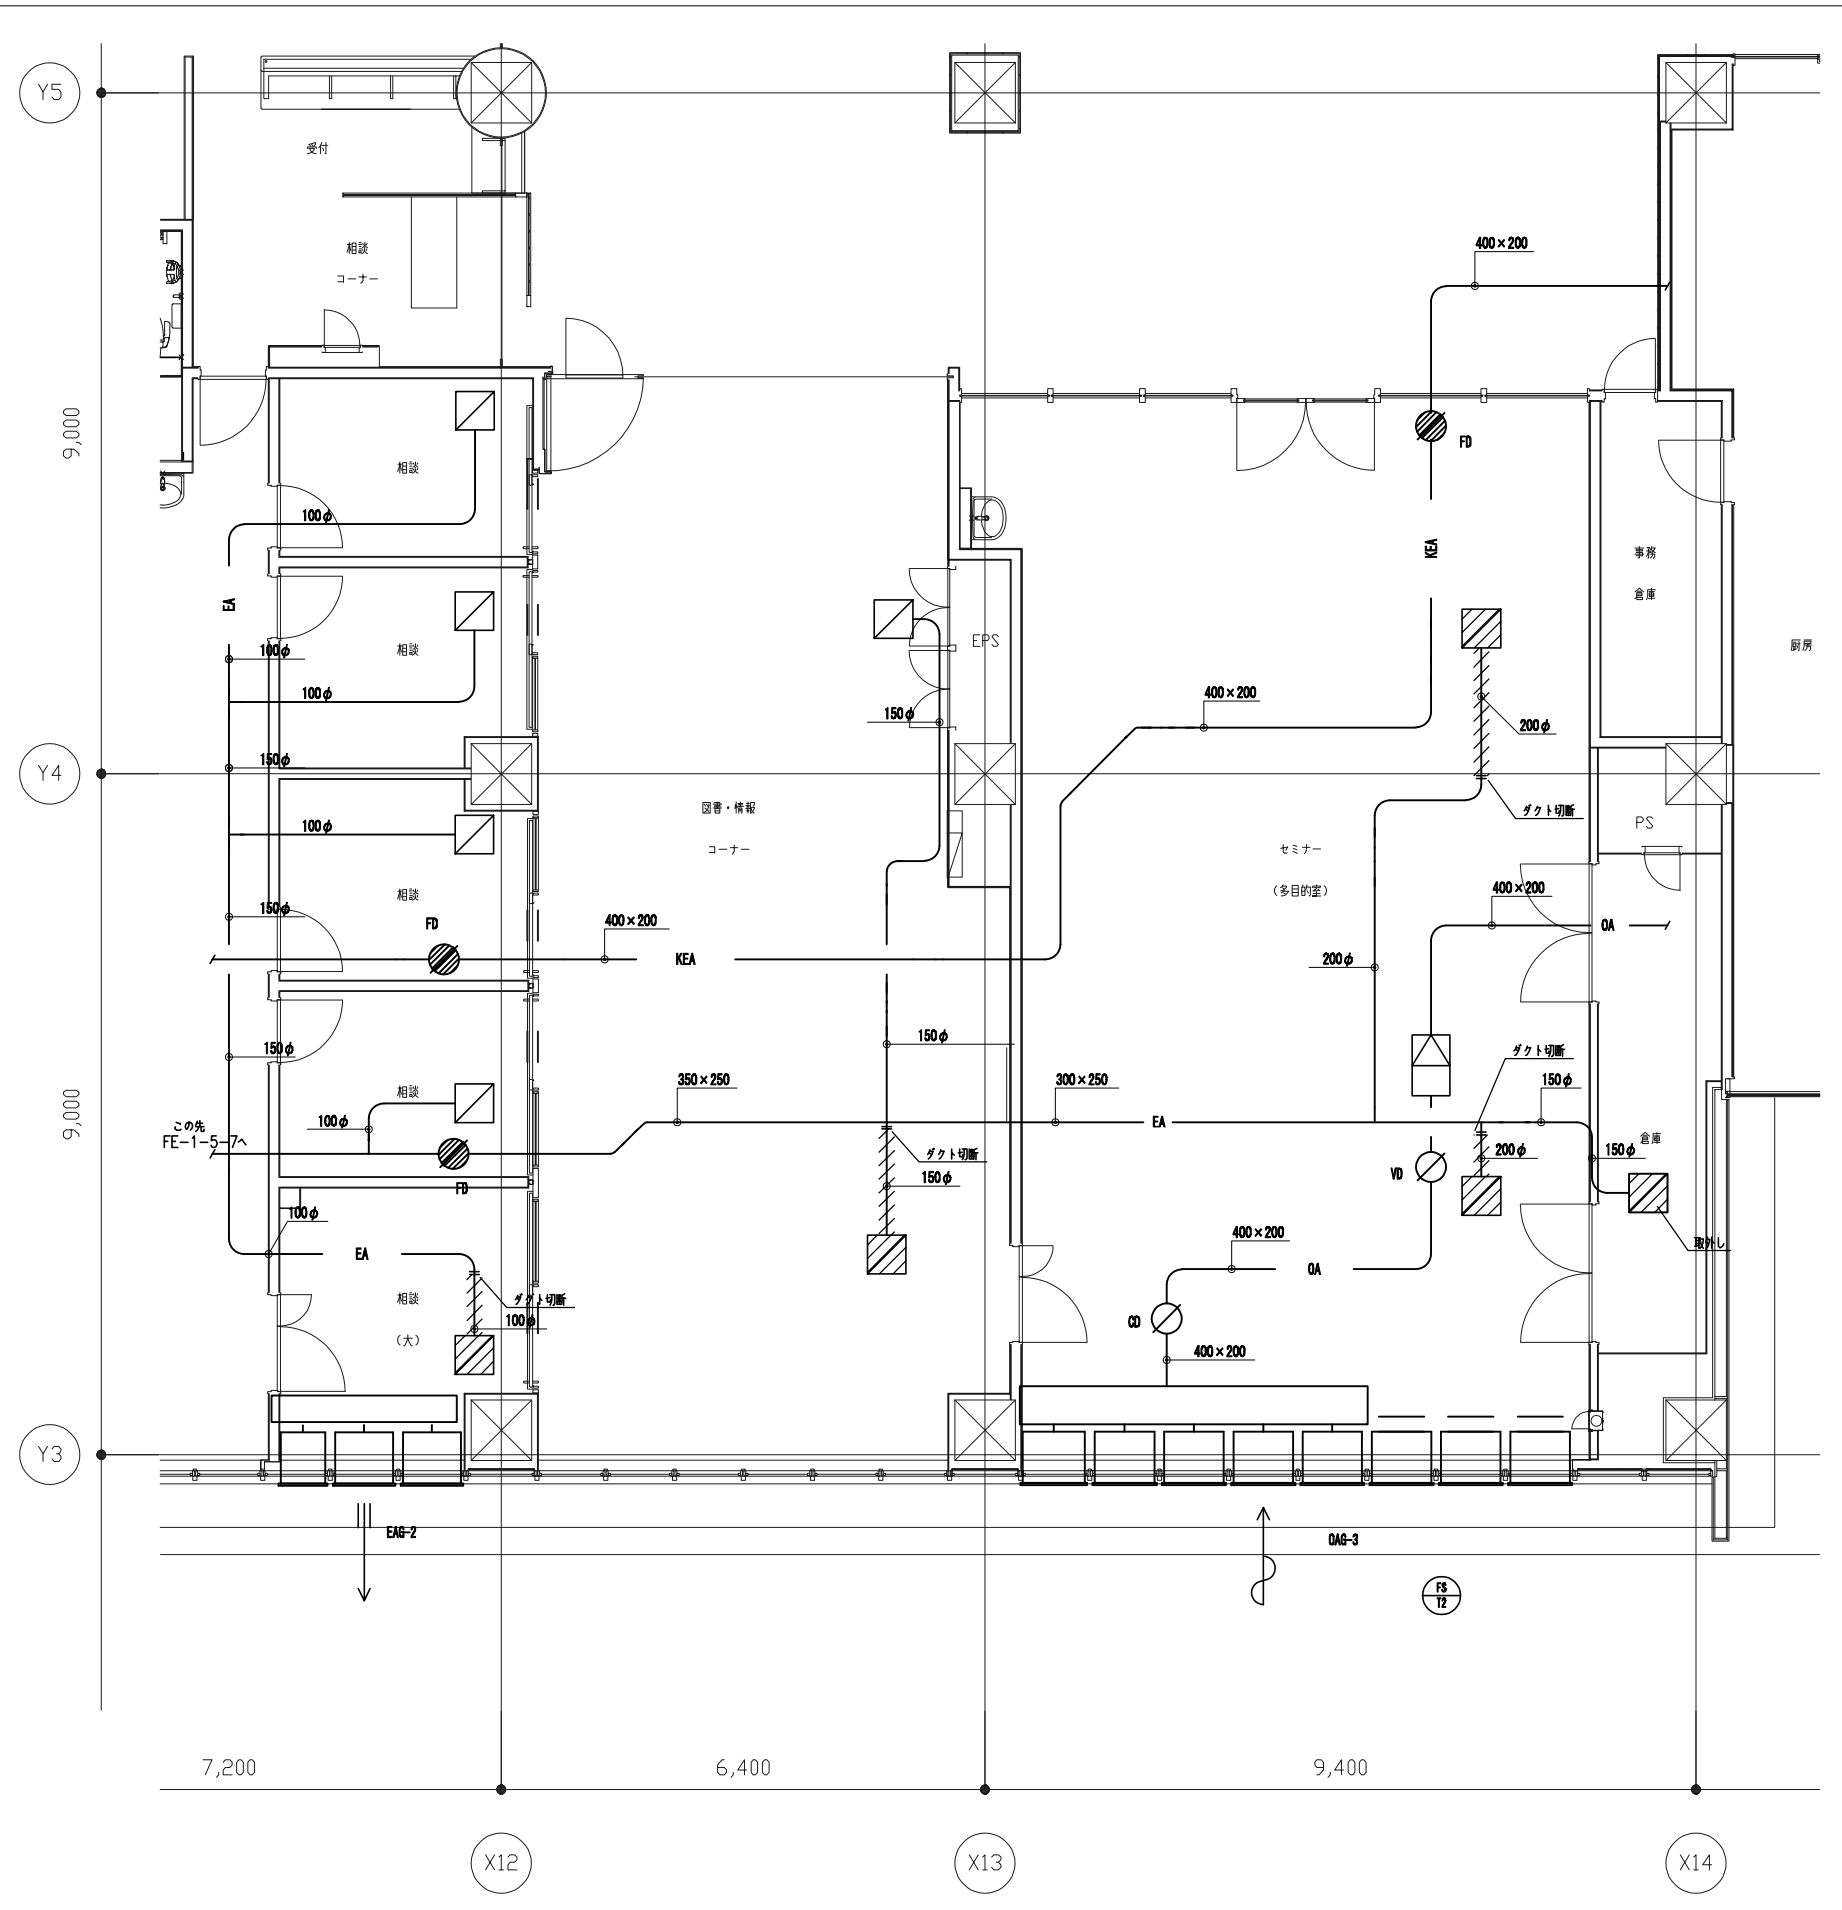 Y5
受付
400×200
相談
コーナー
9,000
FD
相談
100φ
KEA
事務
倉庫
EA
EPS
厨房
相談
100φ
100φ
400×200
150φ
200φ
150φ
Y4
図書・情報
コーナー
ダクト切断
PS
100φ
セミナー
(多目的室)
相談
400×200
150φ
FD
400×200
OA
KEA
200φ
150φ
150φ
ダクト切断
350×250
300×250
150φ
相談
9,000
100φ
EA
この先
FE-1-5-7へ
倉庫
ダクト切断
200φ
150φ
VD
150φ
FD
100φ
400×200
取外し
EA
OA
相談
(大)
ダクト切断
100φ
CD
400×200
Y3
EAG-2
OAG-3
FS
T2
7,200
6,400
9,400
X12
X13
X14